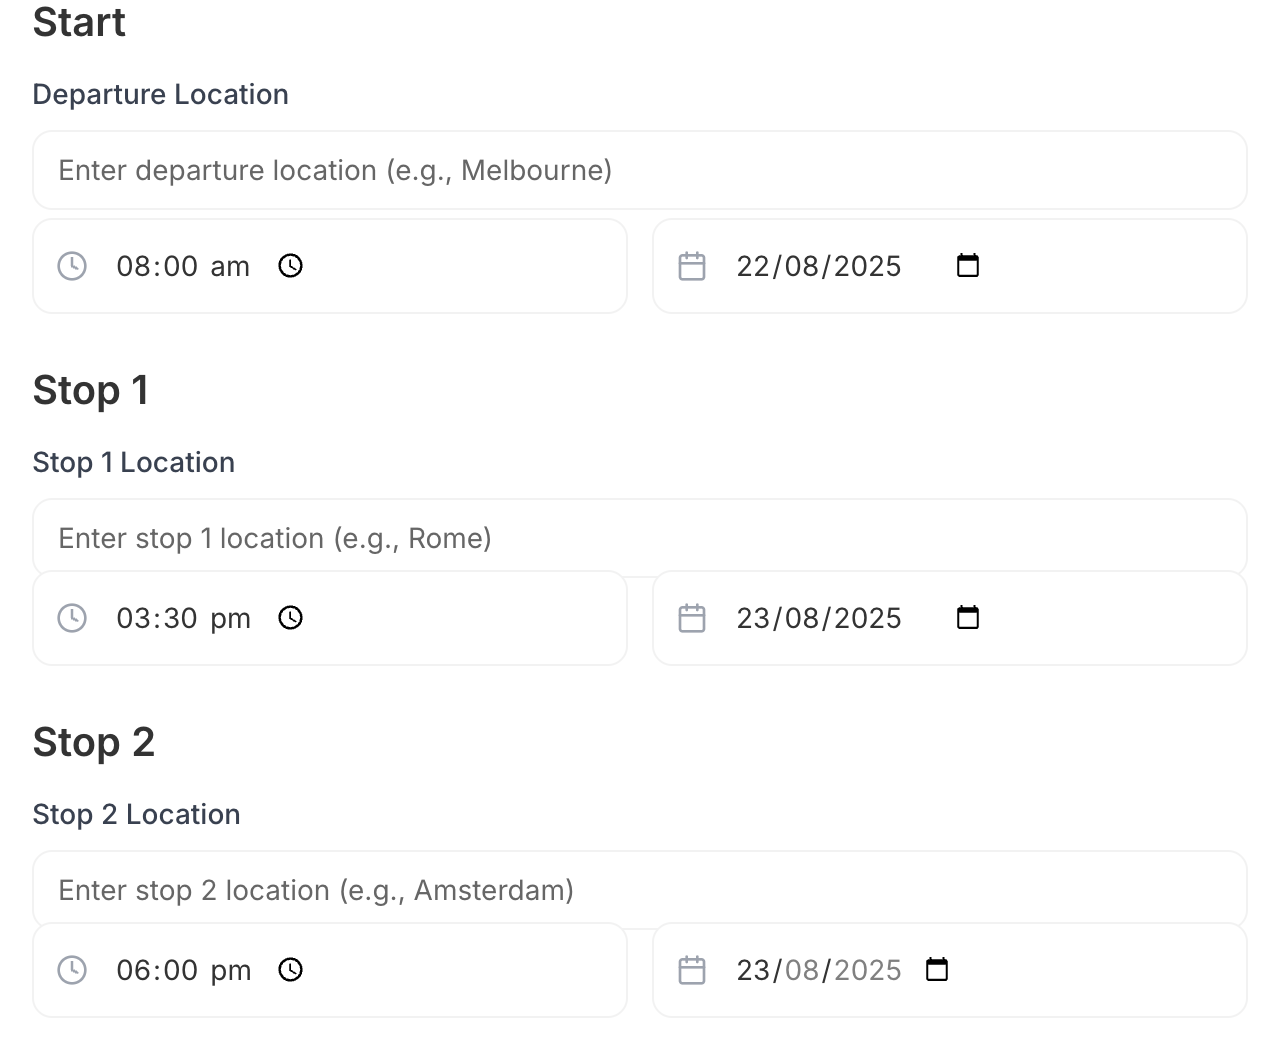 Start
Departure Location
Enter departure location (e.g., Melbourne)
08:00 am 22/08/2025
Stop 1
Stop 1 Location
Enter stop 1 location (e.g., Rome)
03:30 pm 23/08/2025
Stop 2
Stop 2 Location
Enter stop 2 location (e.g., Amsterdam)
06:00 pm 23/08/2025